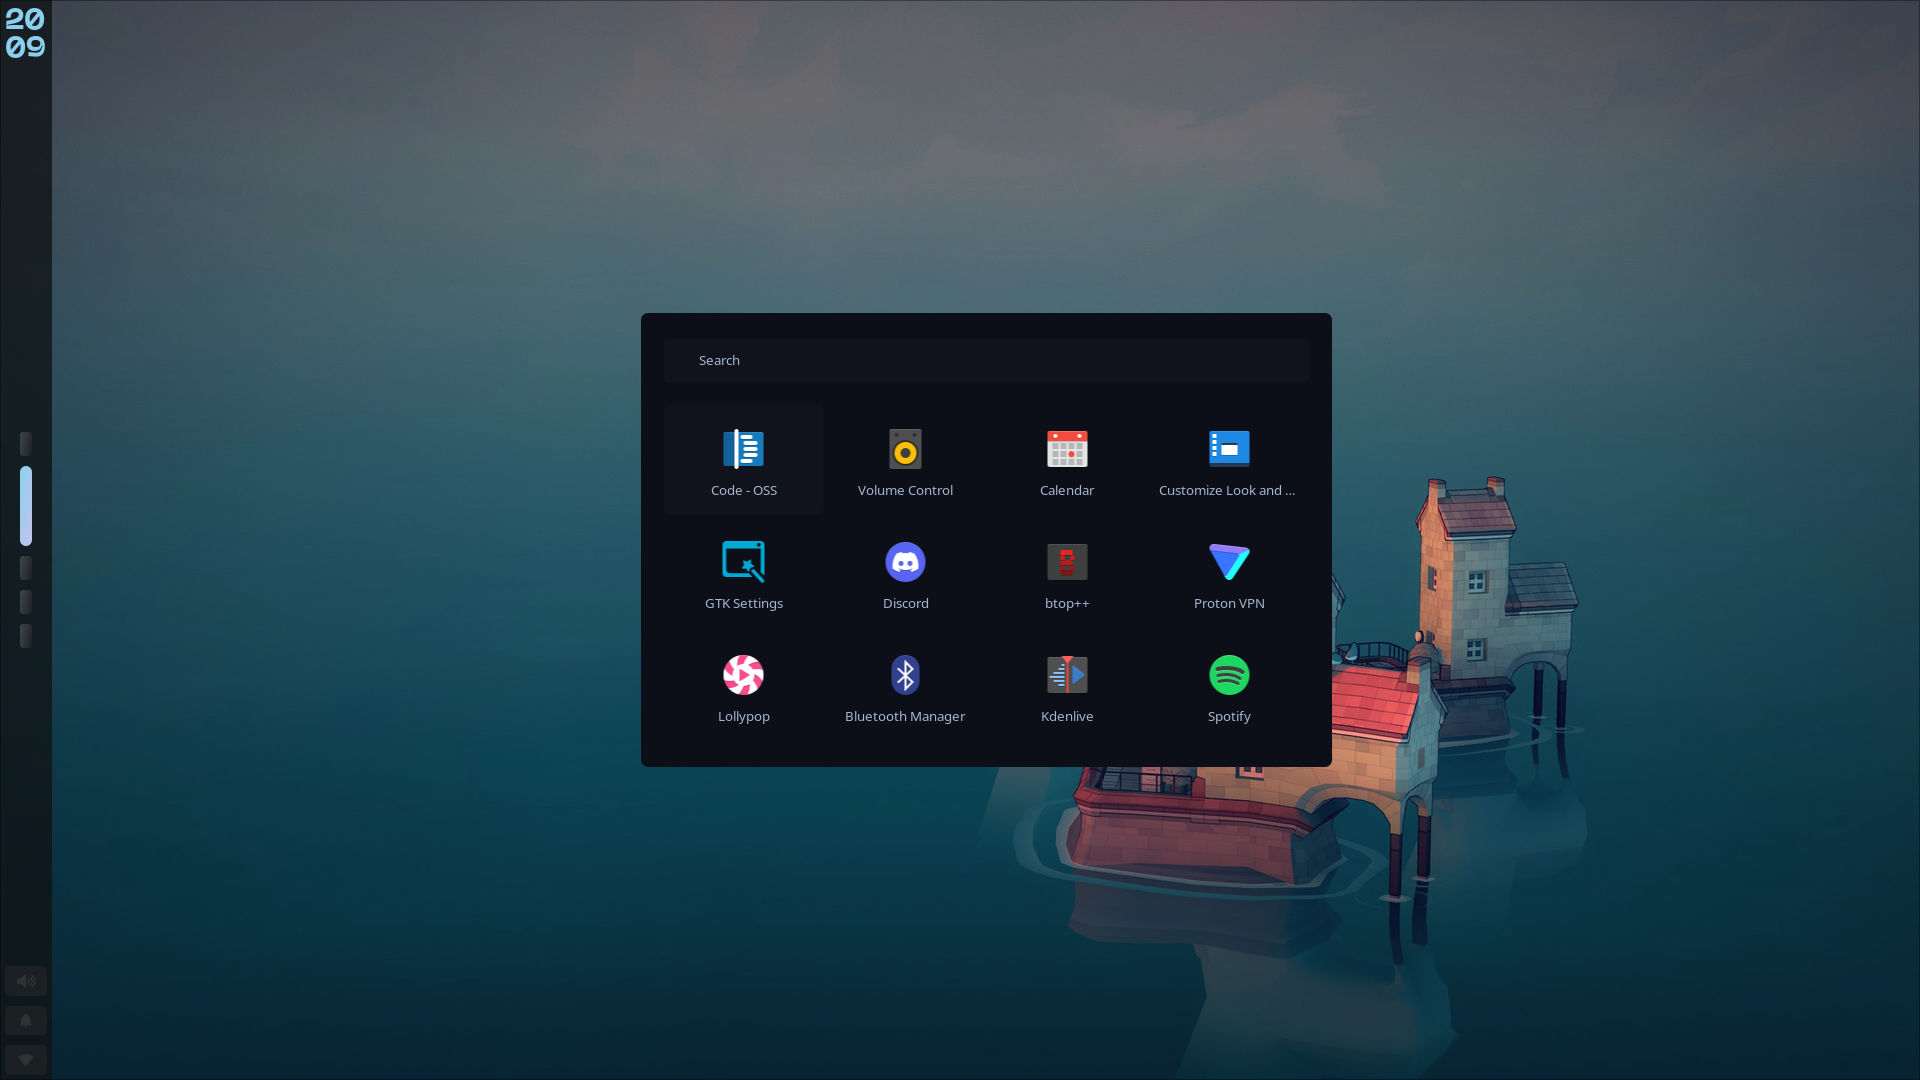 20
09
Search
Code - OSS
Volume Control
Calendar
Customize Look and ...
GTK Settings
Discord
btop++
Proton VPN
Lollypop
Bluetooth Manager
Kdenlive
Spotify